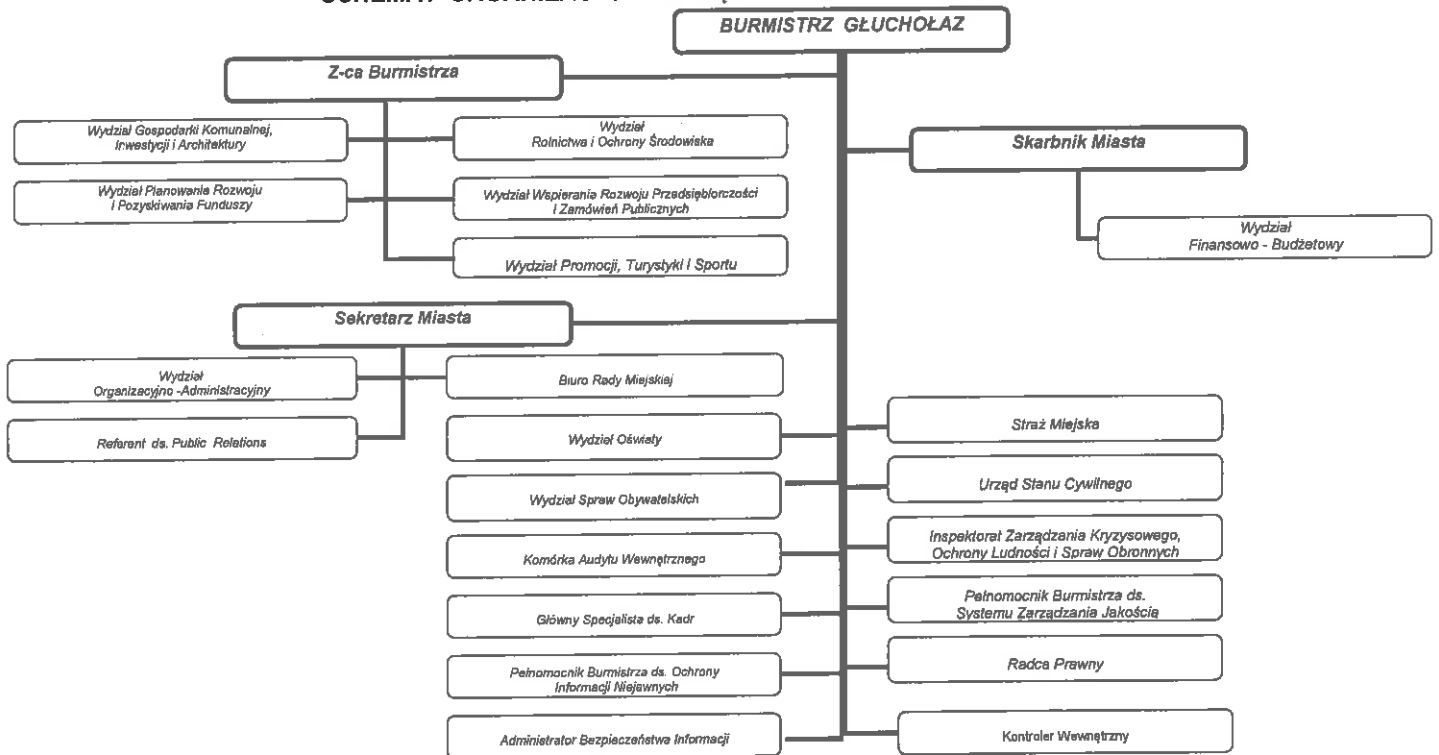 BURMISTRZ GŁUCHOŁAZ
Z-ca Burmistrza
Wydział Gospodarki Komunalnej,
Inwestycji i Architektury
Wydział
Rolnictwa i Ochrony Środowiska
Skarbnik Miasta
Wydział Planowania Rozwoju
i Pozyskiwania Funduszy
Wydział Wspierania Rozwoju Przedsiębiorczości
i Zamówień Publicznych
Wydział
Finansowo - Budżetowy
Wydział Promocji, Turystyki i Sportu
Sekretarz Miasta
Wydział
Organizacyjno -Administracyjny
Biuro Rady Miejskiej
Referent ds. Public Relations
Wydział Oświaty
Straż Miejska
Wydział Spraw Obywatelskich
Urząd Stanu Cywilnego
Komórka Audytu Wewnętrznego
Inspektorat Zarządzania Kryzysowego,
Ochrony Ludności i Spraw Obronnych
Główny Specjalista ds. Kadr
Pełnomocnik Burmistrza ds.
Systemu Zarządzania Jakością
Pełnomocnik Burmistrza ds. Ochrony
Informacji Niejawnych
Radca Prawny
Administrator Bezpieczeństwa Informacji
Kontroler Wewnętrzny